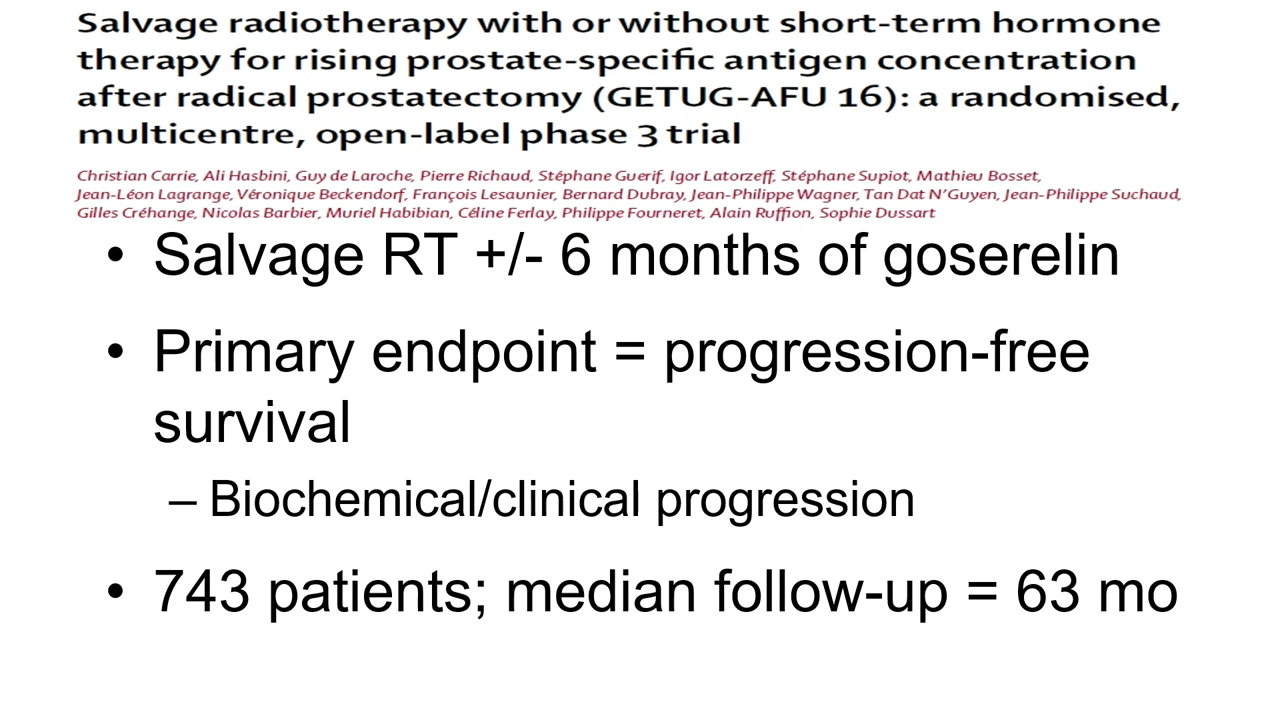 Salvage radiotherapy with or without short-term hormone
therapy for rising prostate-specific antigen concentration
after radical prostatectomy (GETUG-AFU 16): a randomised,
multicentre, open-label phase 3 trial
Christian Carrie, Ali Hasbini, Guy de Laroche, Pierre Richaud, Stéphane Guerif, Igor Latorzeff, Stéphane Supiot, Mathieu Bosset,
Jean-Léon Lagrange, Véronique Beckendorf, François Lesaunier, Bernard Dubray, Jean-Philippe Wagner, Tan Dat N'Guyen, Jean-Philippe Suchaud,
Gilles Créhange, Nicolas Barbier, Muriel Habibian, Céline Ferlay, Philippe Fourneret, Alain Ruffion, Sophie Dussart
• Salvage RT +/- 6 months of goserelin
• Primary endpoint = progression-free
survival
– Biochemical/clinical progression
• 743 patients; median follow-up = 63 mo